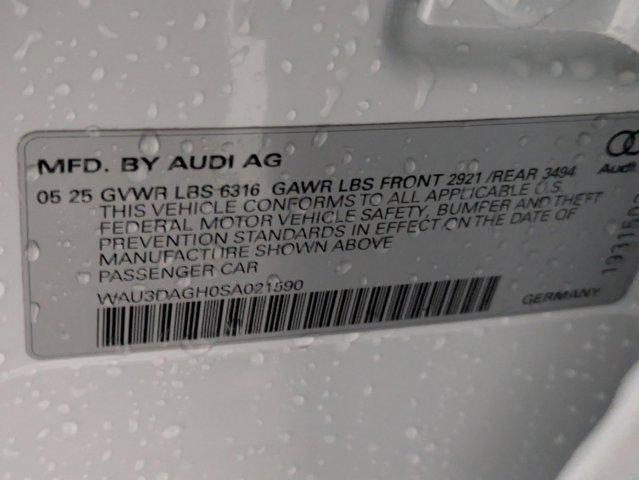 MFD. BY AUDI AG
05 25 GVWR LBS 6316 GAWR LBS FRONT 2921 /REAR 3494
THIS VEHICLE CONFORMS TO ALL APPLICABLE U.S.
FEDERAL MOTOR VEHICLE SAFETY, BUMPER AND THEFT
PREVENTION STANDARDS IN EFFECT ON THE DATE OF
MANUFACTURE SHOWN ABOVE
PASSENGER CAR
WAU3DAGH0SA021590
GERMANY
Audi